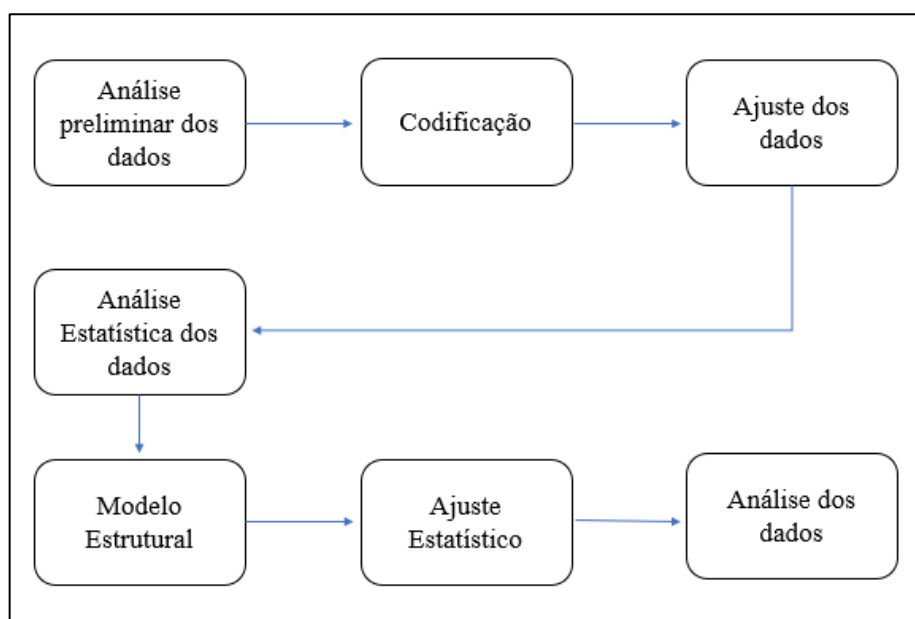 Análise
preliminar dos
dados
Codificação
Ajuste dos
dados
Análise
Estatística dos
dados
Modelo
Estrutural
Ajuste
Estatístico
Análise dos
dados